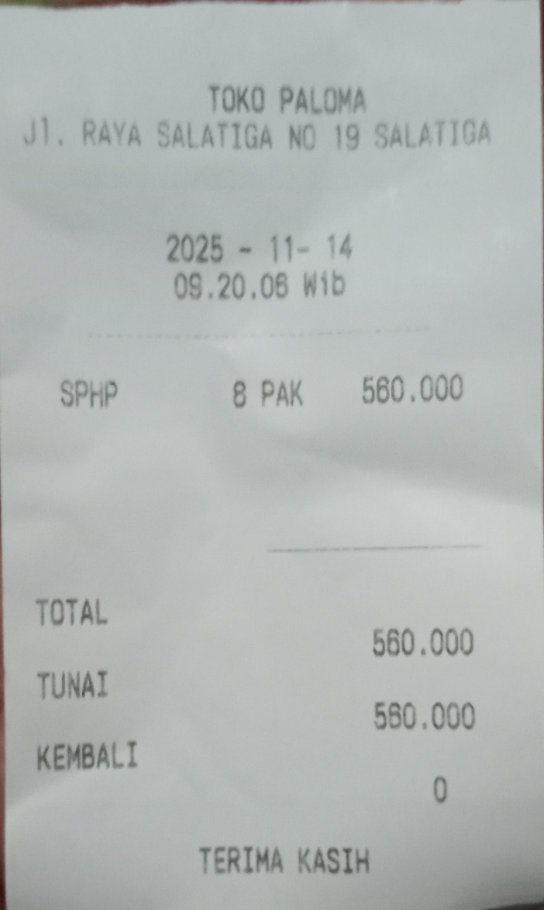 TOKO PALOMA
Jl. RAYA SALATIGA NO 19 SALATIGA
2025 - 11- 14
09.20.06 Wib
SPHP 8 PAK 560.000
TOTAL
560.000
TUNAI
560.000
KEMBALI
0
TERIMA KASIH